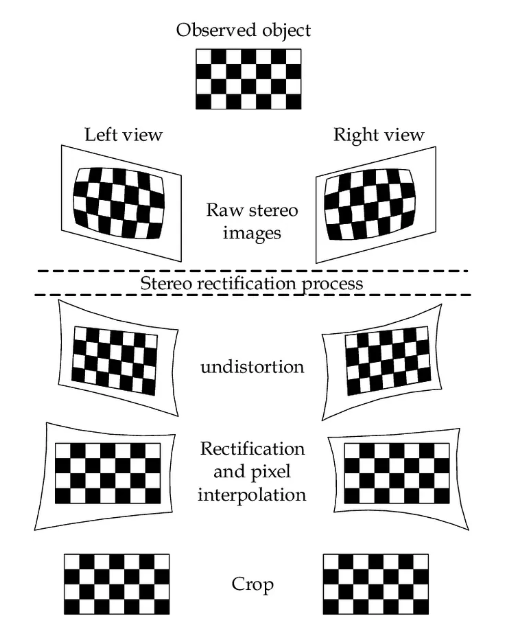 Observed object
Left view
Right view
Raw stereo
images
Stereo rectification process
undistortion
Rectification
and pixel
interpolation
Crop